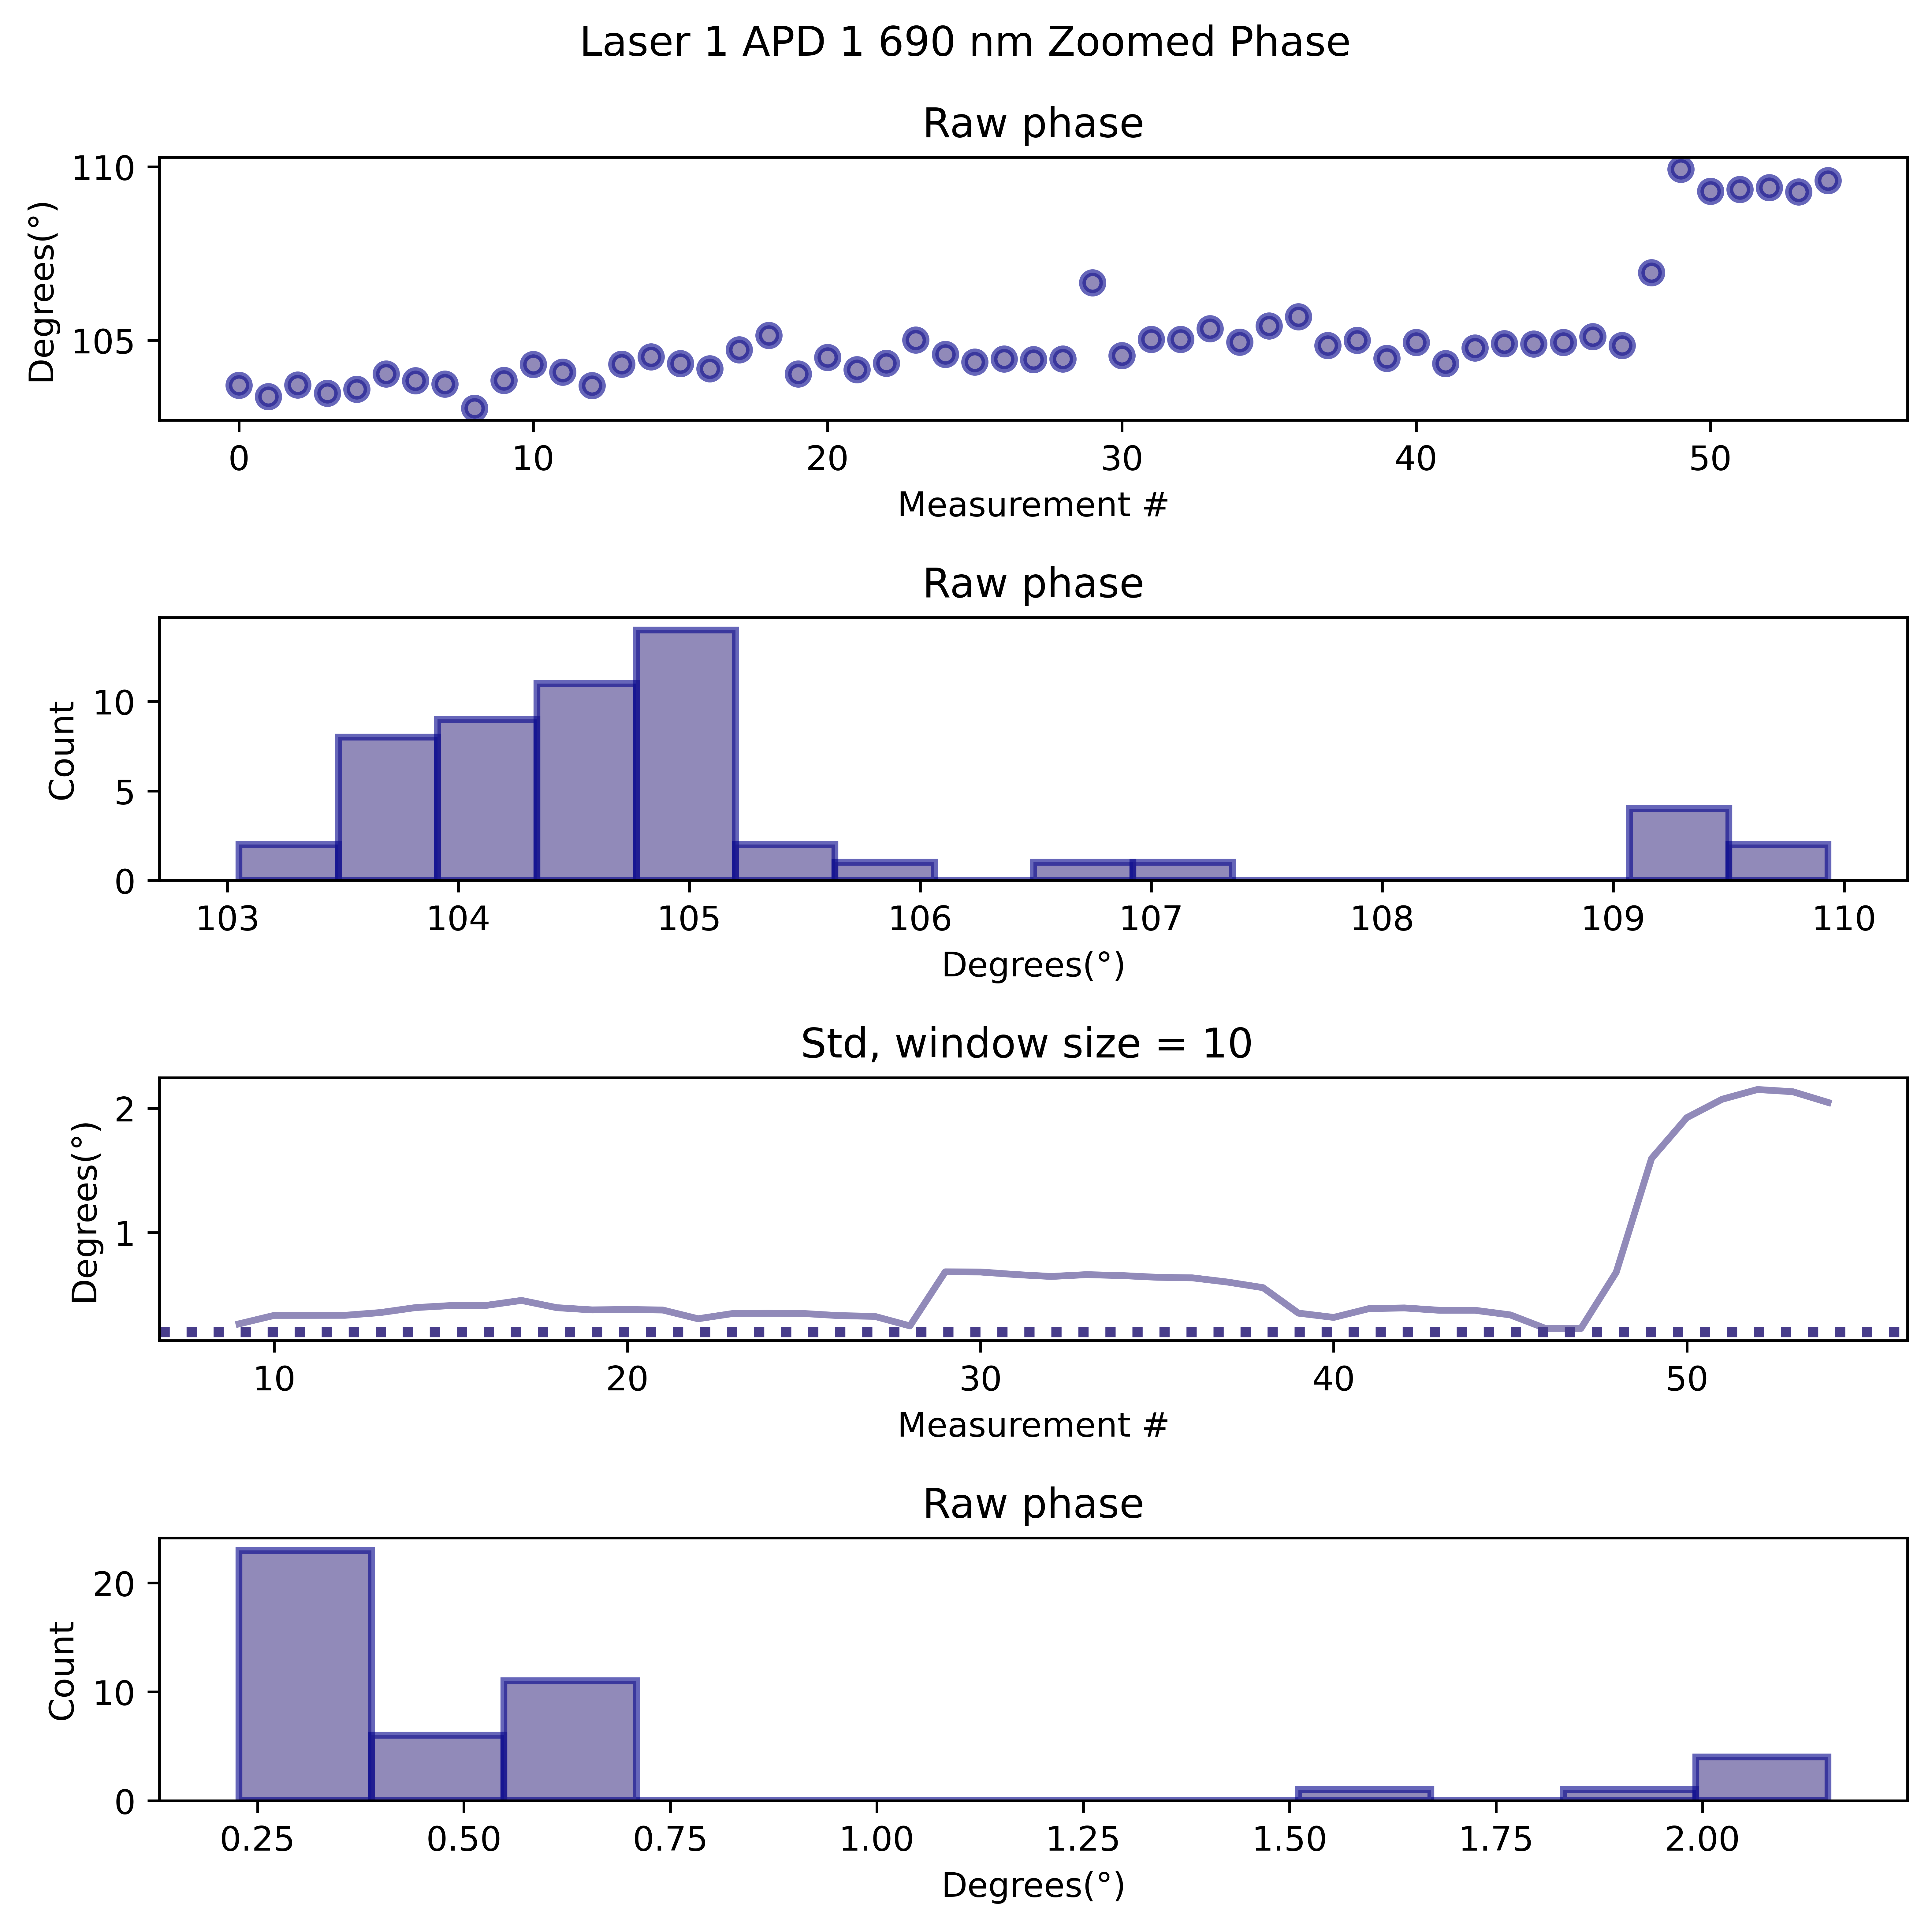 Laser 1 APD 1 690 nm Zoomed Phase
Raw phase
110
105
Degrees(°)
0 10 20 30 40 50
Measurement #
Raw phase
10
5
0
Count
103 104 105 106 107 108 109 110
Degrees(°)
Std, window size = 10
2
1
Degrees(°)
10 20 30 40 50
Measurement #
Raw phase
20
10
0
Count
0.25 0.50 0.75 1.00 1.25 1.50 1.75 2.00
Degrees(°)